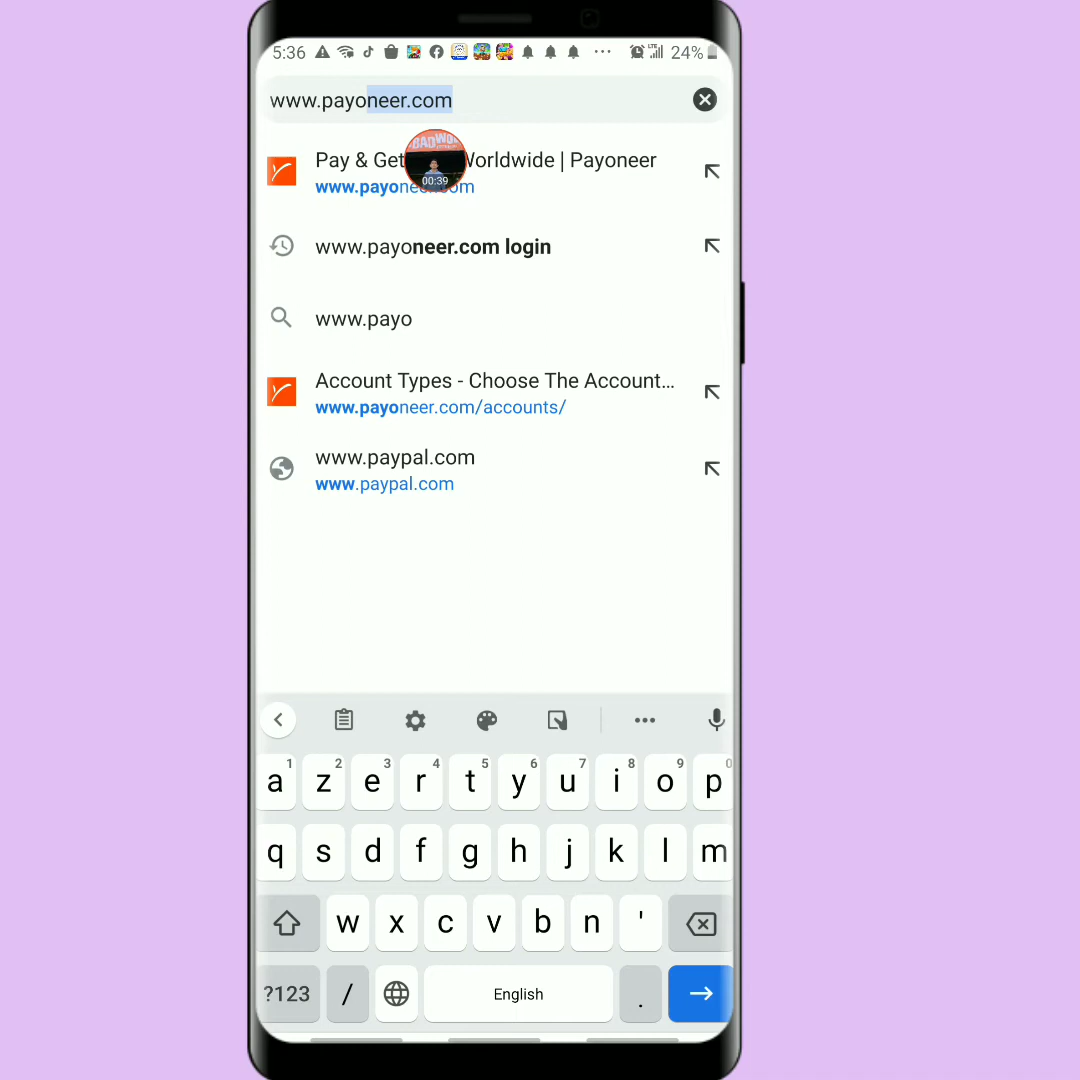 5:36 LTE 24%
www.payoneer.com
Pay & Get Worldwide | Payoneer
BADWO
00:39
www.payoneer.com
www.payoneer.com login
www.payo
Account Types - Choose The Account...
www.payoneer.com/accounts/
www.paypal.com
www.paypal.com
1 2 3 4 5 6 7 8 9 0
a z e r t y u i o p
q s d f g h j k l m
w x c v b n '
?123 / English .